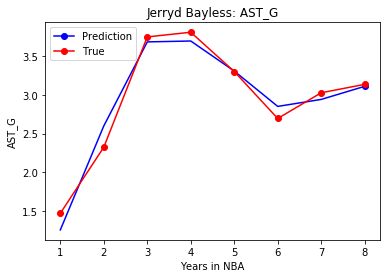 Jerryd Bayless: AST_G
Prediction
True
3.5
3.0
2.5
2.0
1.5
AST_G
1 2 3 4 5 6 7 8
Years in NBA